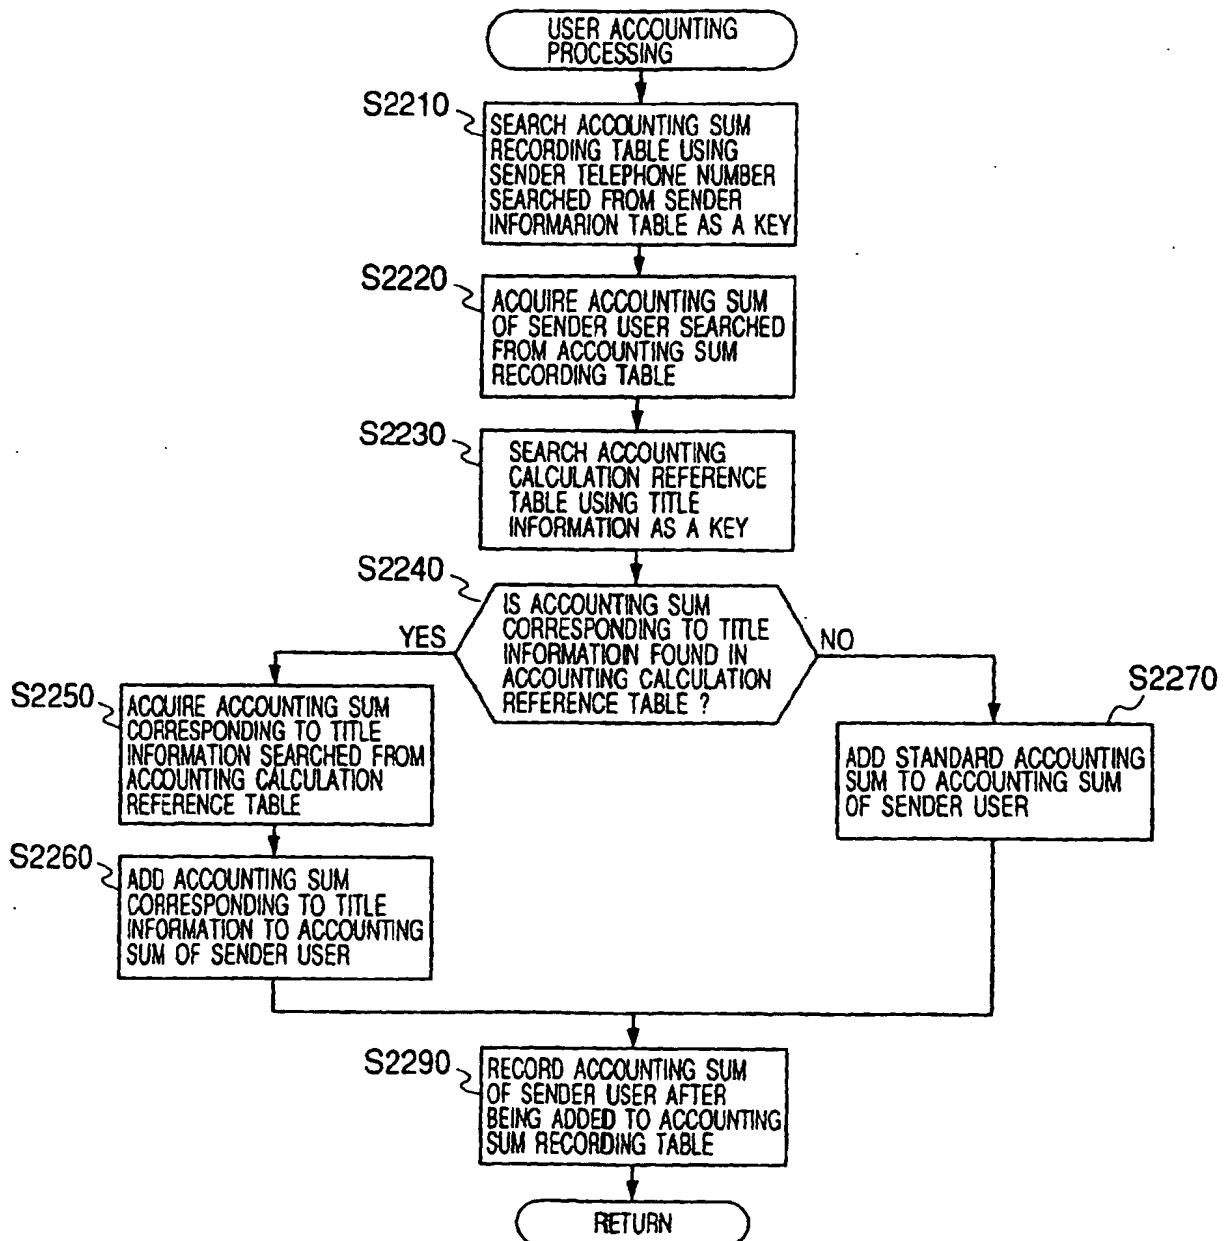 USER ACCOUNTING
PROCESSING
S2210
SEARCH ACCOUNTING SUM
RECORDING TABLE USING
SENDER TELEPHONE NUMBER
SEARCHED FROM SENDER
INFORMARION TABLE AS A KEY
S2220
ACQUIRE ACCOUNTING SUM
OF SENDER USER SEARCHED
FROM ACCOUNTING SUM
RECORDING TABLE
S2230
SEARCH ACCOUNTING
CALCULATION REFERENCE
TABLE USING TITLE
INFORMATION AS A KEY
S2240
IS ACCOUNTING SUM
CORRESPONDING TO TITLE
INFORMATIOIN FOUND IN
ACCOUNTING CALCULATION
REFERENCE TABLE ?
YES
NO
S2250
ACQUIRE ACCOUNTING SUM
CORRESPONDING TO TITLE
INFORMATION SEARCHED FROM
ACCOUNTING CALCULATION
REFERENCE TABLE
S2270
ADD STANDARD ACCOUNTING
SUM TO ACCOUNTING SUM
OF SENDER USER
S2260
ADD ACCOUNTING SUM
CORRESPONDING TO TITLE
INFORMATION TO ACCOUNTING
SUM OF SENDER USER
S2290
RECORD ACCOUNTING SUM
OF SENDER USER AFTER
BEING ADDED TO ACCOUNTING
SUM RECORDING TABLE
RETURN